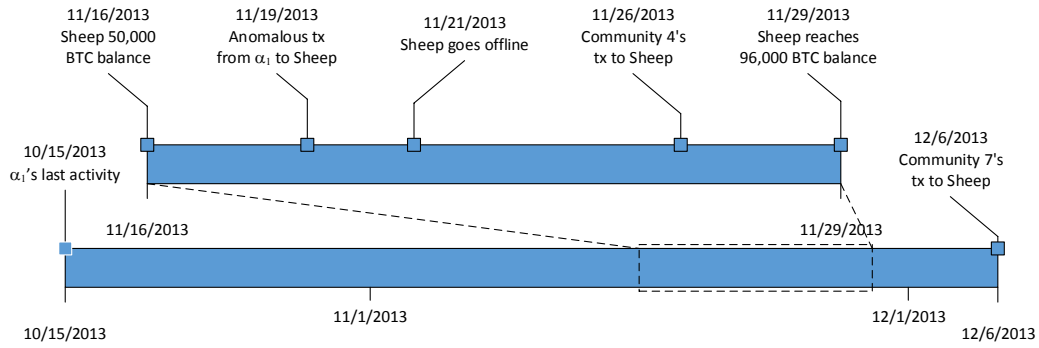 11/16/2013
Sheep 50,000
BTC balance
11/19/2013
Anomalous tx
from α₁ to Sheep
11/21/2013
Sheep goes offline
11/26/2013
Community 4's
tx to Sheep
11/29/2013
Sheep reaches
96,000 BTC balance
10/15/2013
α₁'s last activity
12/6/2013
Community 7's
tx to Sheep
11/16/2013
11/29/2013
10/15/2013
11/1/2013
12/1/2013
12/6/2013